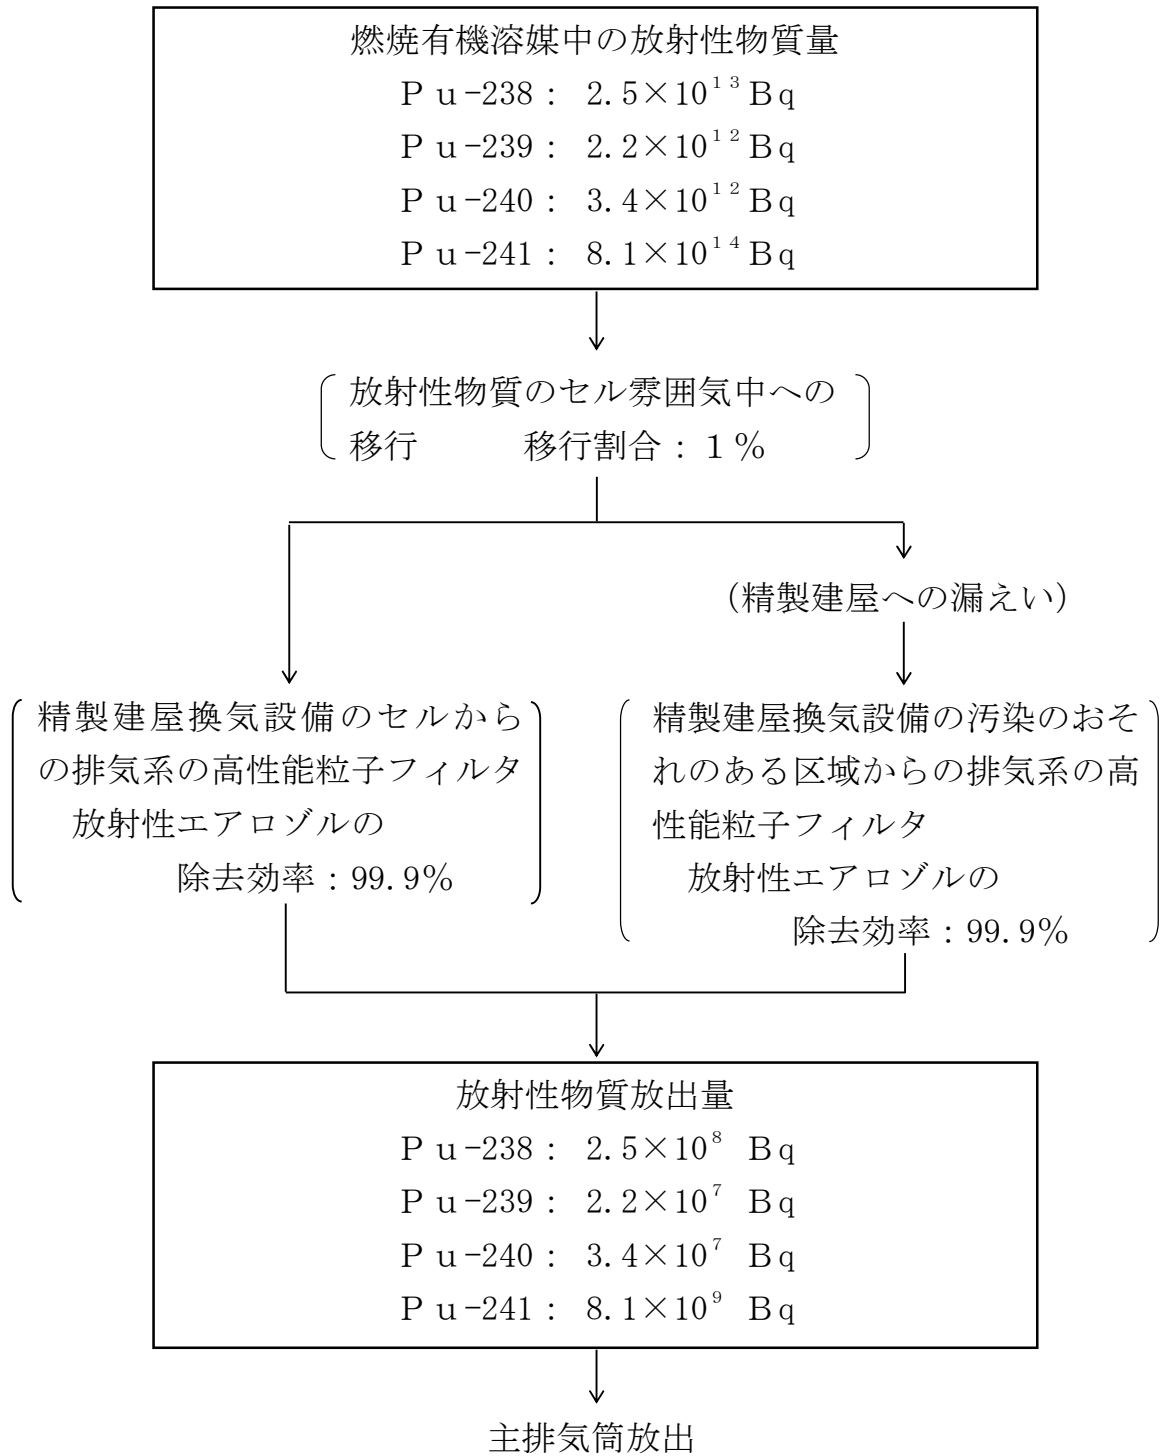 燃焼有機溶媒中の放射性物質量
Pu-238： 2.5×10¹³Bq
Pu-239： 2.2×10¹²Bq
Pu-240： 3.4×10¹²Bq
Pu-241： 8.1×10¹⁴Bq
放射性物質のセル雰囲気中への
移行 移行割合：1％
(精製建屋への漏えい)
精製建屋換気設備のセルから
の排気系の高性能粒子フィルタ
放射性エアロゾルの
除去効率：99.9％
精製建屋換気設備の汚染のおそ
れのある区域からの排気系の高
性能粒子フィルタ
放射性エアロゾルの
除去効率：99.9％
放射性物質放出量
Pu-238： 2.5×10⁸ Bq
Pu-239： 2.2×10⁷ Bq
Pu-240： 3.4×10⁷ Bq
Pu-241： 8.1×10⁹ Bq
主排気筒放出